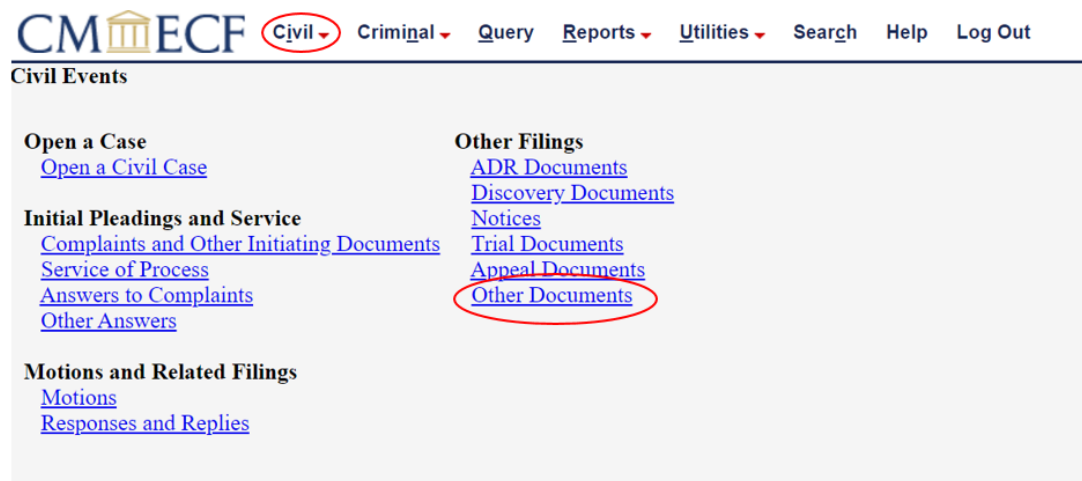 CM ECF Civil Criminal Query Reports Utilities Search Help Log Out
Civil Events
Open a Case
Open a Civil Case
Initial Pleadings and Service
Complaints and Other Initiating Documents
Service of Process
Answers to Complaints
Other Answers
Motions and Related Filings
Motions
Responses and Replies
Other Filings
ADR Documents
Discovery Documents
Notices
Trial Documents
Appeal Documents
Other Documents